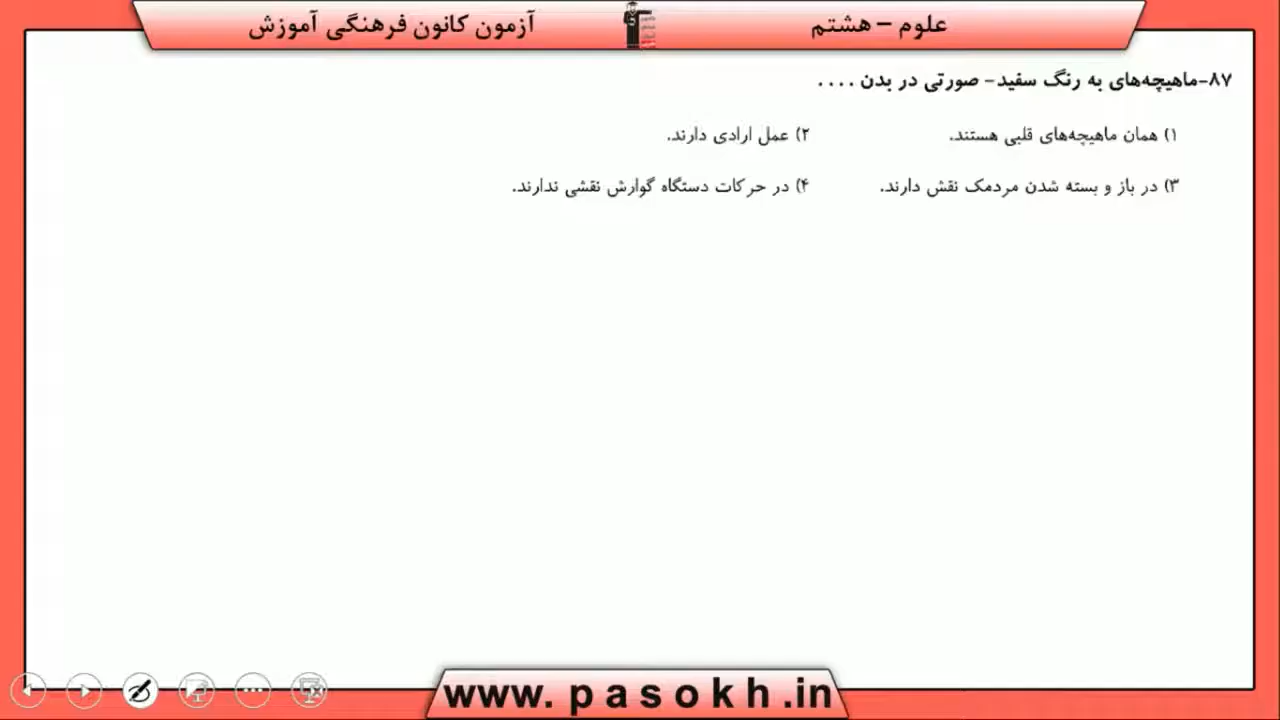 علوم – هشتم
آزمون کانون فرهنگی آموزش
۸۷-ماهیچه‌های به رنگ سفید- صورتی در بدن . . . .
۱) همان ماهیچه‌های قلبی هستند.
۲) عمل ارادی دارند.
۳) در باز و بسته شدن مردمک نقش دارند.
۴) در حرکات دستگاه گوارش نقشی ندارند.
www. p a s o k h .in